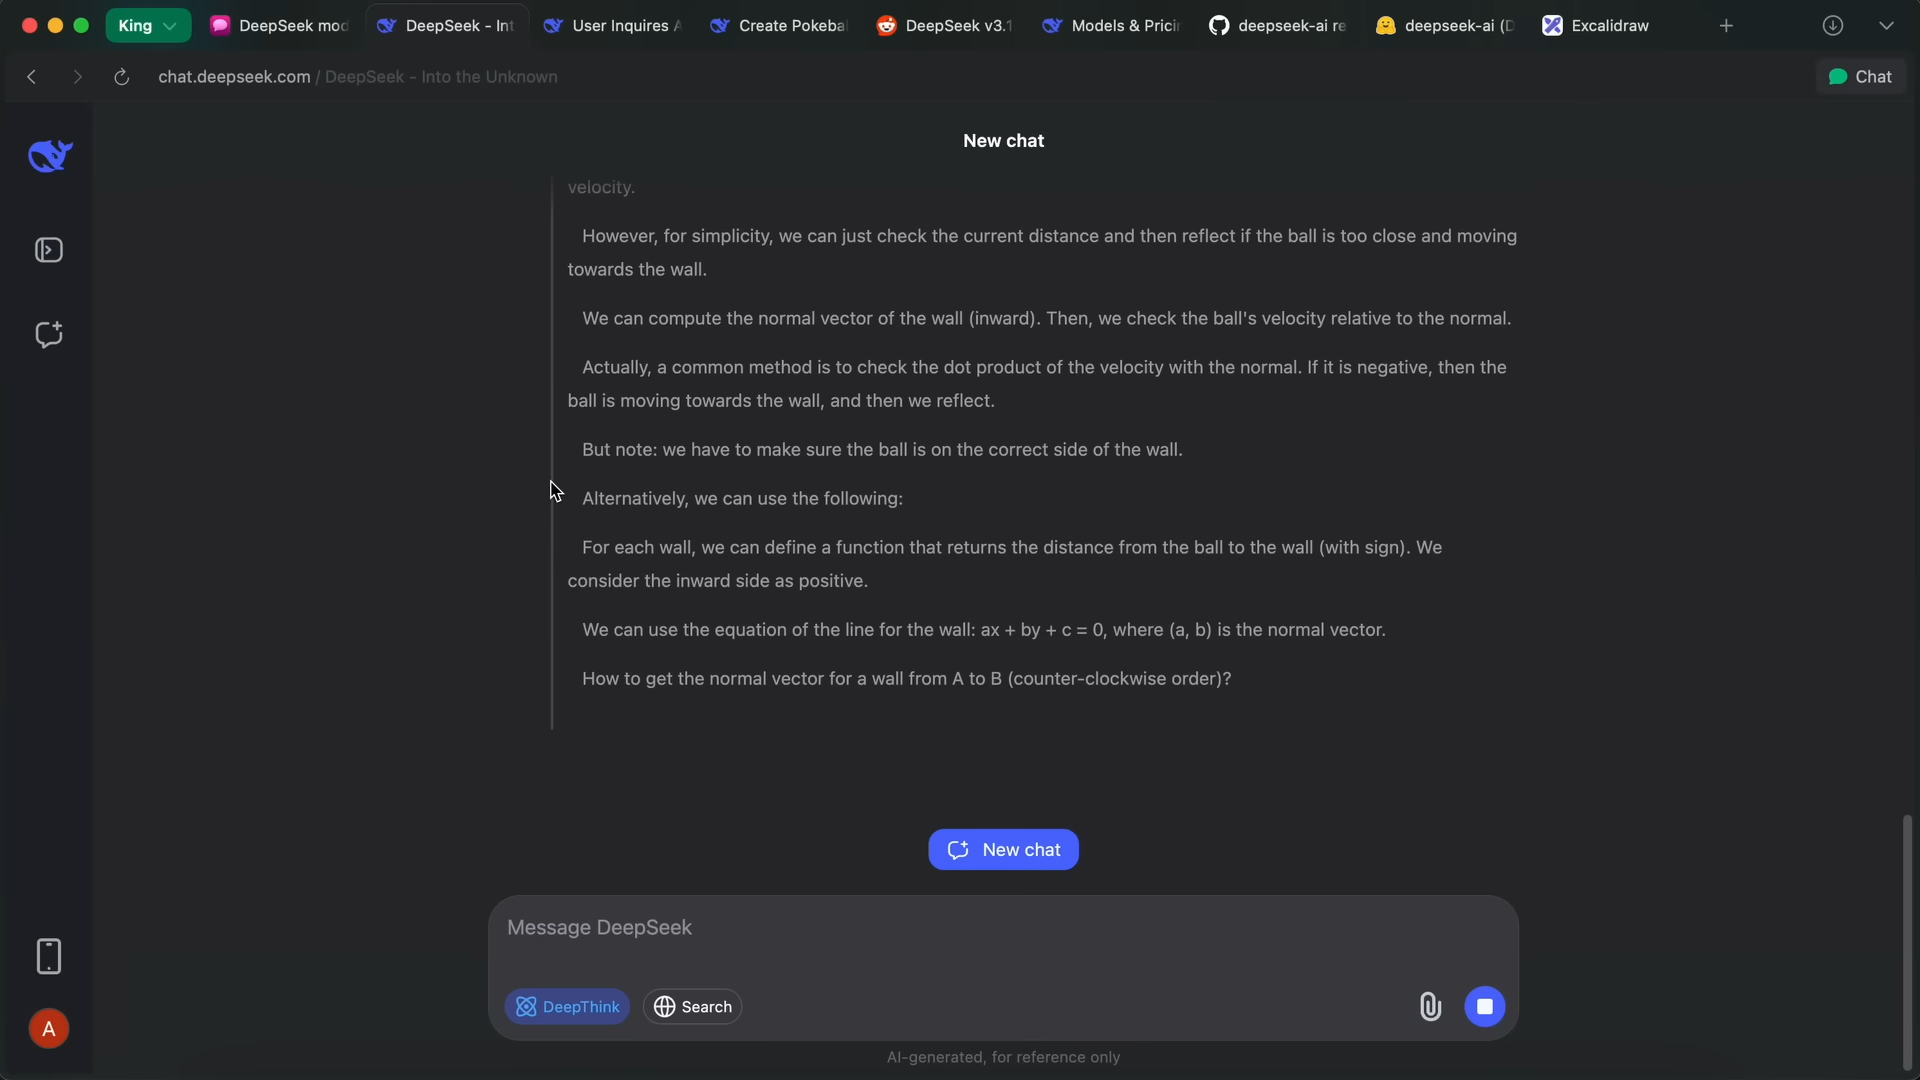 King
DeepSeek mod
DeepSeek - Int
User Inquires A
Create Pokebal
DeepSeek v3.1
Models & Pricin
deepseek-ai re
deepseek-ai (D
Excalidraw
chat.deepseek.com / DeepSeek - Into the Unknown
Chat
New chat
velocity.
However, for simplicity, we can just check the current distance and then reflect if the ball is too close and moving
towards the wall.
We can compute the normal vector of the wall (inward). Then, we check the ball's velocity relative to the normal.
Actually, a common method is to check the dot product of the velocity with the normal. If it is negative, then the
ball is moving towards the wall, and then we reflect.
But note: we have to make sure the ball is on the correct side of the wall.
Alternatively, we can use the following:
For each wall, we can define a function that returns the distance from the ball to the wall (with sign). We
consider the inward side as positive.
We can use the equation of the line for the wall: ax + by + c = 0, where (a, b) is the normal vector.
How to get the normal vector for a wall from A to B (counter-clockwise order)?
New chat
Message DeepSeek
DeepThink
Search
A
AI-generated, for reference only